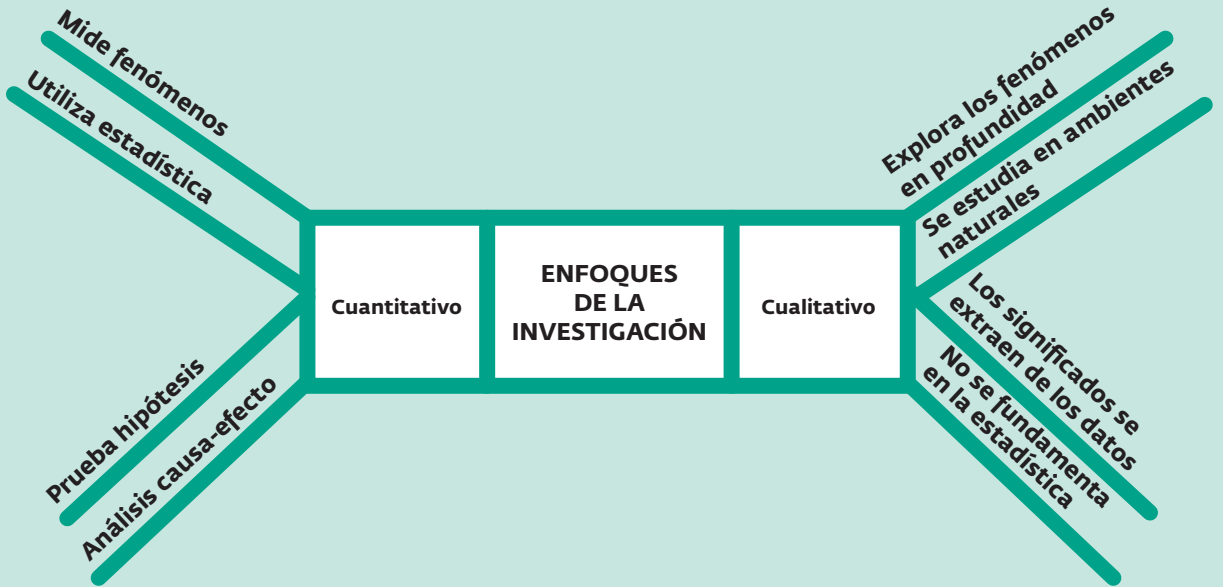 Mide fenómenos
Utiliza estadística
Prueba hipótesis
Análisis causa-efecto
Cuantitativo
ENFOQUES
DE LA
INVESTIGACIÓN
Cualitativo
Explora los fenómenos
en profundidad
Se estudia en ambientes
naturales
Los significados se
extraen de los datos
No se fundamenta
en la estadística